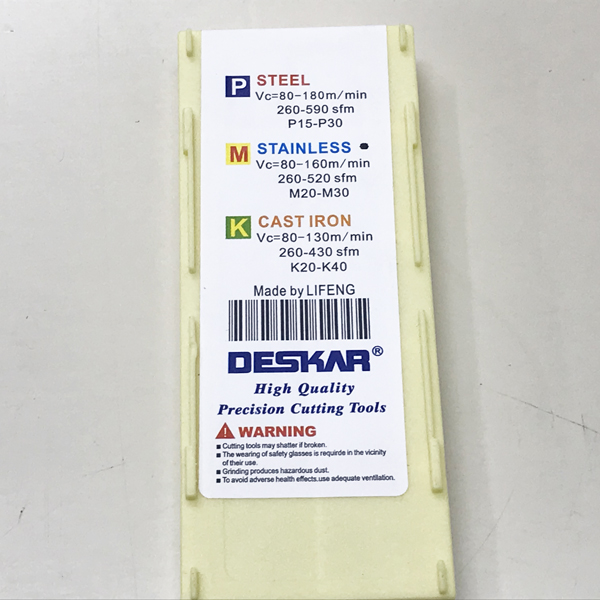 P STEEL
Vc=80-180m/min
260-590 sfm
P15-P30
M STAINLESS
Vc=80-160m/min
260-520 sfm
M20-M30
K CAST IRON
Vc=80-130m/min
260-430 sfm
K20-K40
Made by LIFENG
DESKAR®
High Quality
Precision Cutting Tools
WARNING
Cutting tools may shatter if broken.
The wearing of safety glasses is requirde in the vicinity
of their use.
Grinding produces hazardous dust.
To avoid adverse health effects.use adequate ventilation.